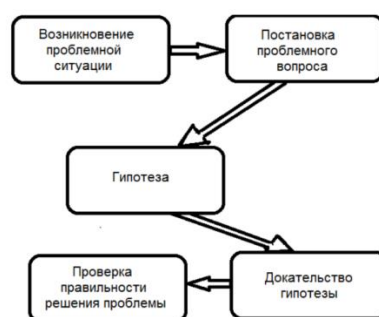 Возникновение
проблемной
ситуации
Постановка
проблемного
вопроса
Гипотеза
Докательство
гипотезы
Проверка
правильности
решения проблемы